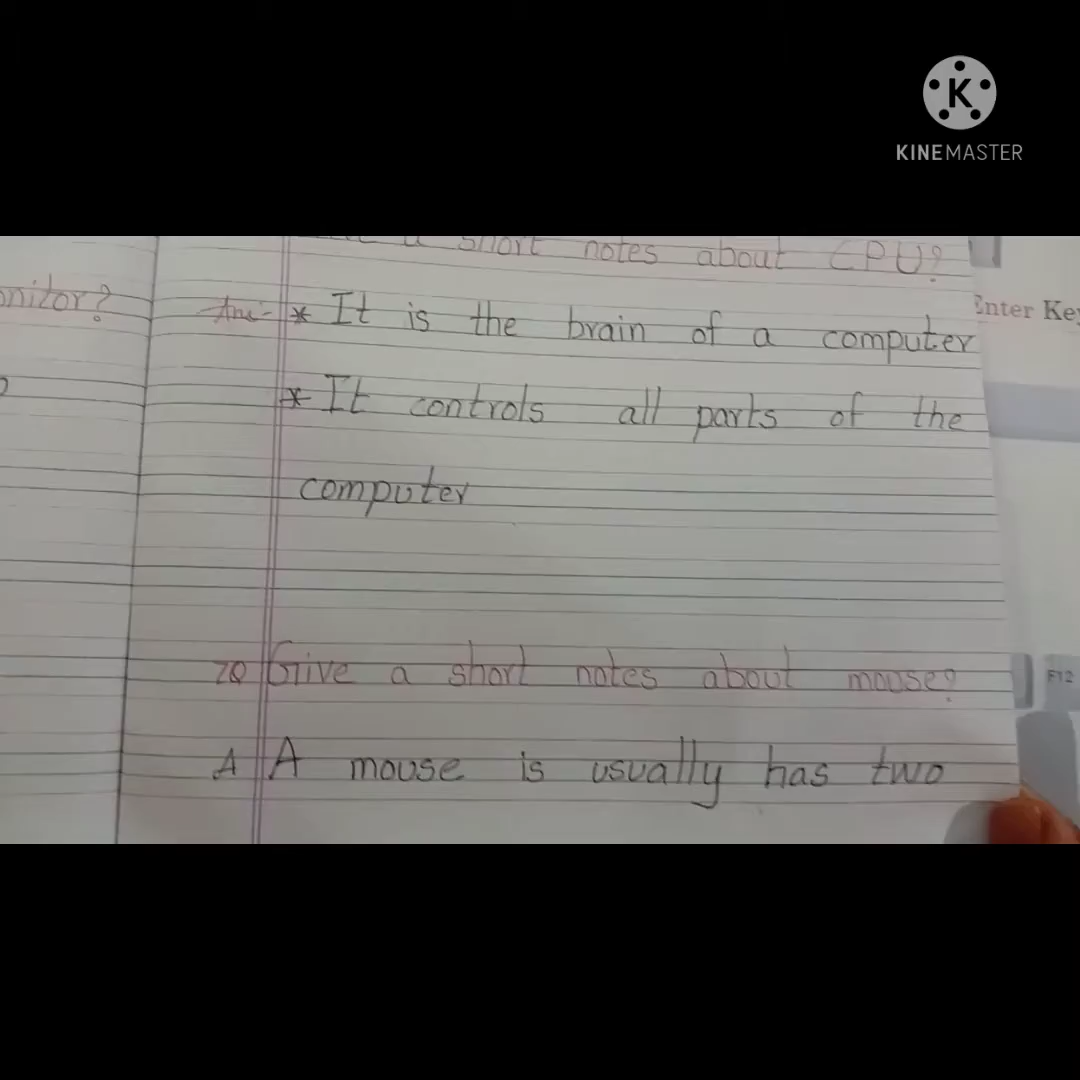 KINEMASTER
short notes about CPU?
onitor?
Ans- * It is the brain of a computer
Enter Key
* It controls all parts of the
computer
7Q Give a short notes about mouse?
F12
A A mouse is usually has two